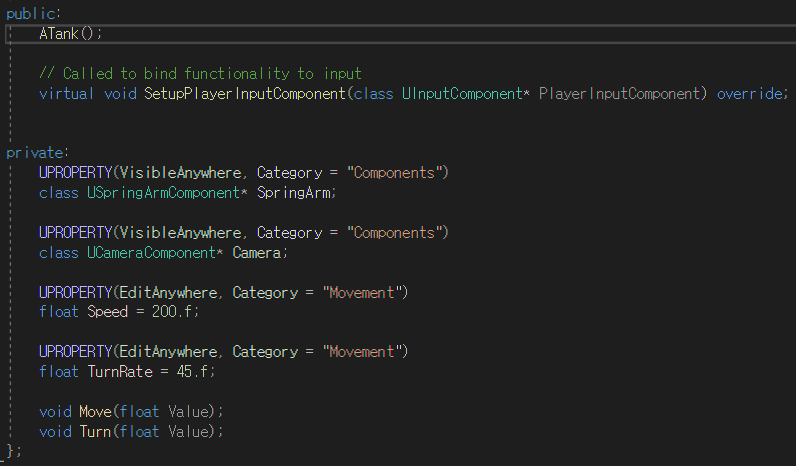 public:
ATank();
// Called to bind functionality to input
virtual void SetupPlayerInputComponent(class UInputComponent* PlayerInputComponent) override;
private:
UPROPERTY(VisibleAnywhere, Category = "Components")
class USpringArmComponent* SpringArm;
UPROPERTY(VisibleAnywhere, Category = "Components")
class UCameraComponent* Camera;
UPROPERTY(EditAnywhere, Category = "Movement")
float Speed = 200.f;
UPROPERTY(EditAnywhere, Category = "Movement")
float TurnRate = 45.f;
void Move(float Value);
void Turn(float Value);
};